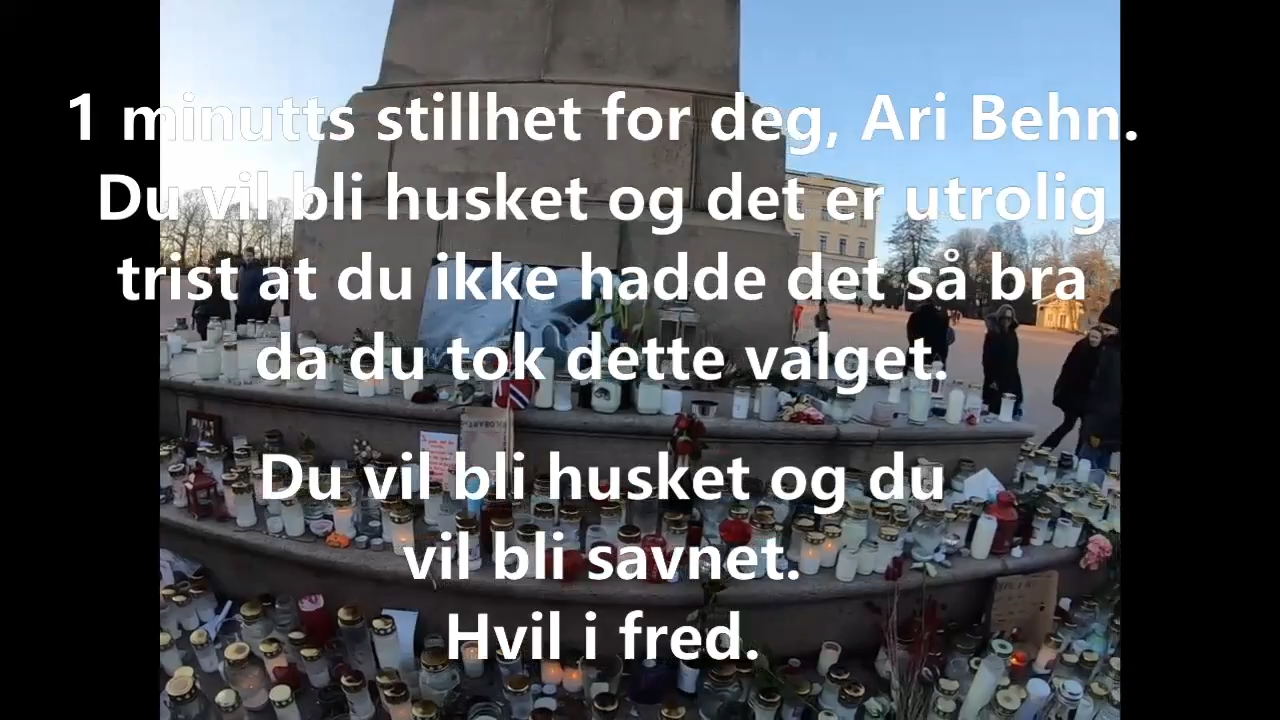 1 minutts stillhet for deg, Ari Behn.
Du vil bli husket og det er utrolig
trist at du ikke hadde det så bra
da du tok dette valget.
Du vil bli husket og du
vil bli savnet.
Hvil i fred.